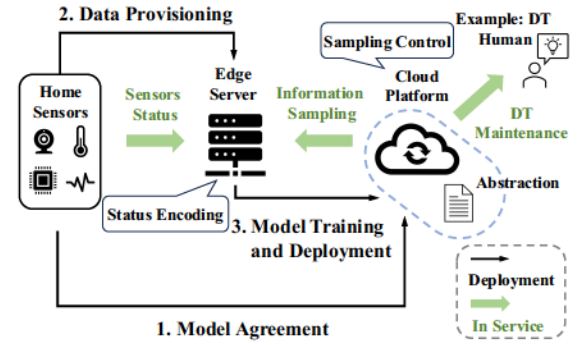 2. Data Provisioning
Example: DT
Human
Sampling Control
Home
Sensors
Sensors
Status
Edge
Server
Information
Sampling
Cloud
Platform
DT
Maintenance
Abstraction
Status Encoding
3. Model Training
and Deployment
Deployment
In Service
1. Model Agreement